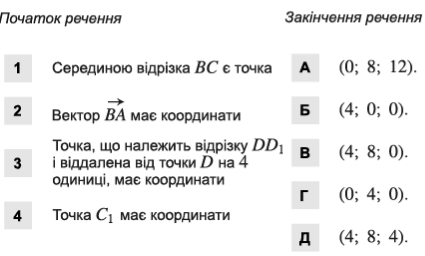 Початок речення
Закінчення речення
1 Серединою відрізка BC є точка
2 Вектор $\overrightarrow{BA}$ має координати
3 Точка, що належить відрізку DD₁
і віддалена від точки D на 4
одиниці, має координати
4 Точка C₁ має координати
А (0; 8; 12).
Б (4; 0; 0).
В (4; 8; 0).
Г (0; 4; 0).
Д (4; 8; 4).